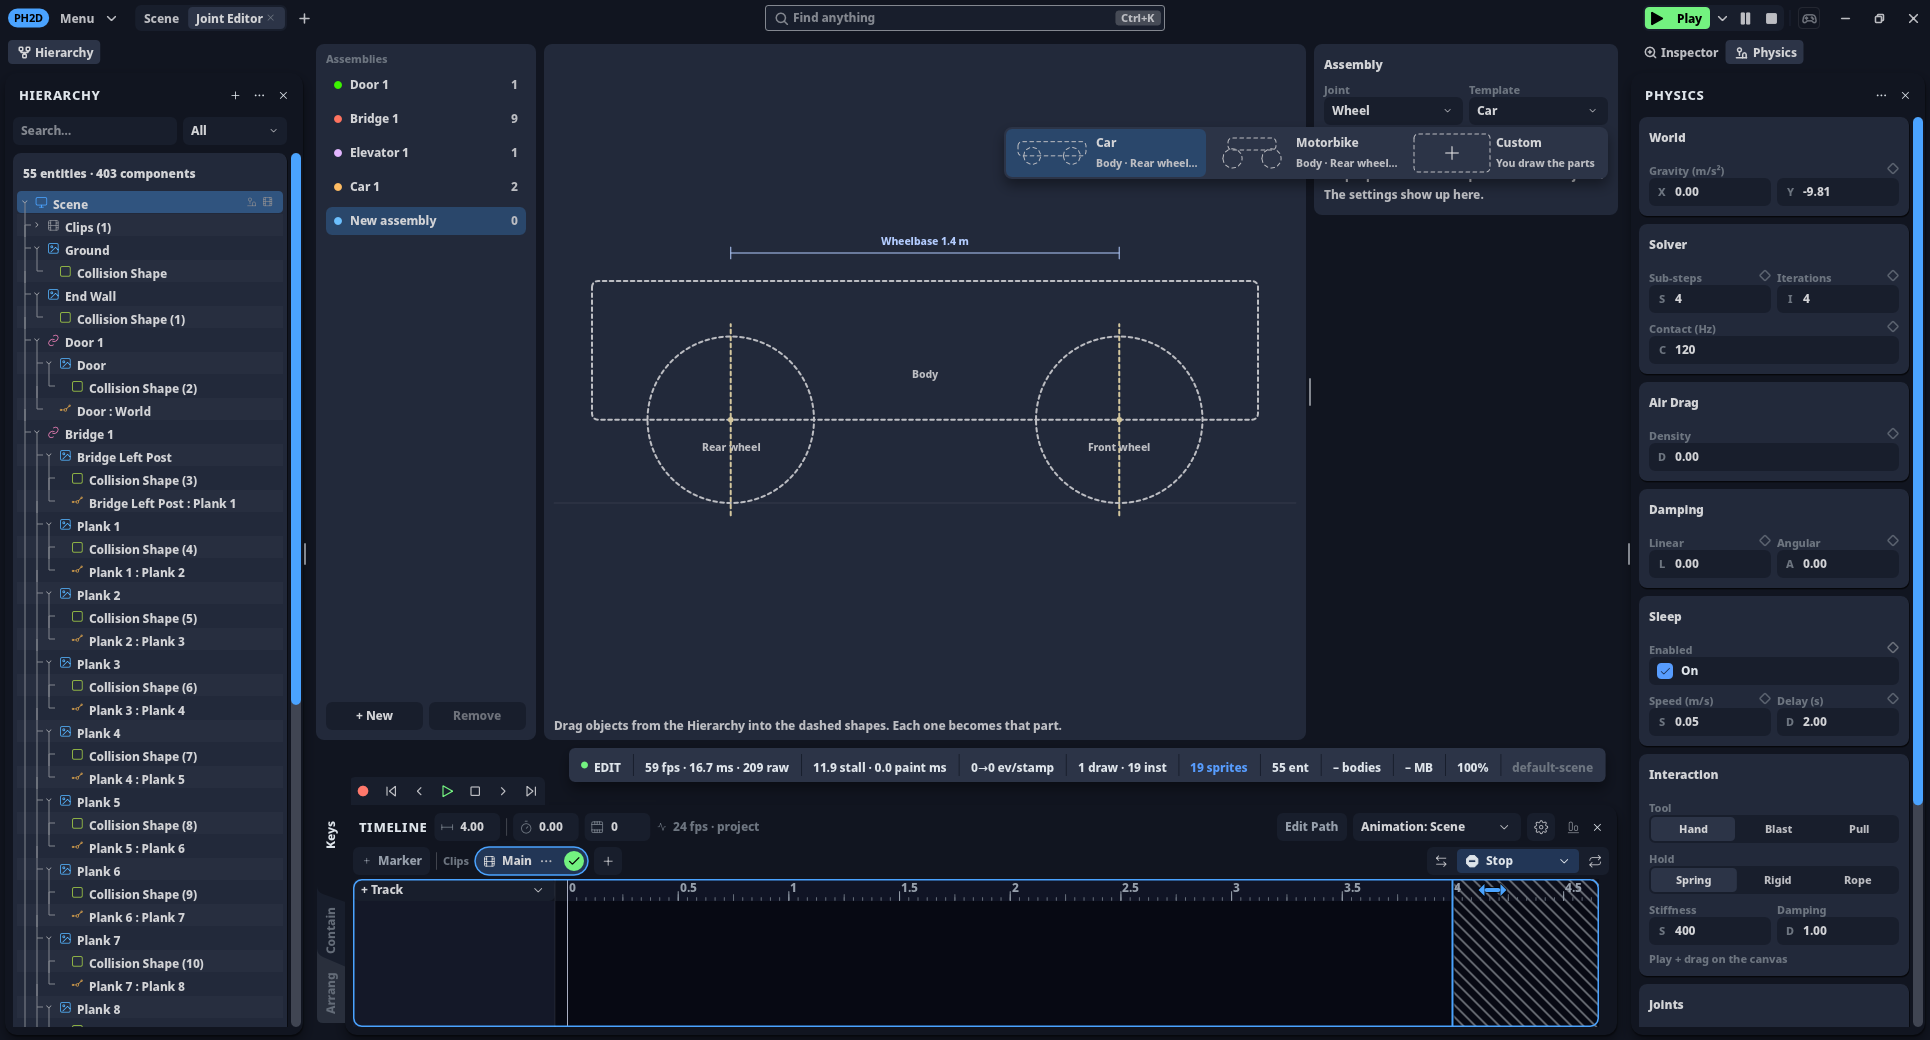 PH2D Menu Scene Joint Editor Find anything Ctrl+K Play
Hierarchy
HIERARCHY
Search... All
55 entities · 403 components
Scene
Clips (1)
Ground
Collision Shape
End Wall
Collision Shape (1)
Door 1
Door
Collision Shape (2)
Door : World
Bridge 1
Bridge Left Post
Collision Shape (3)
Bridge Left Post : Plank 1
Plank 1
Collision Shape (4)
Plank 1 : Plank 2
Plank 2
Collision Shape (5)
Plank 2 : Plank 3
Plank 3
Collision Shape (6)
Plank 3 : Plank 4
Plank 4
Collision Shape (7)
Plank 4 : Plank 5
Plank 5
Collision Shape (8)
Plank 5 : Plank 6
Plank 6
Collision Shape (9)
Plank 6 : Plank 7
Plank 7
Collision Shape (10)
Plank 7 : Plank 8
Plank 8
Assemblies
Door 1 1
Bridge 1 9
Elevator 1 1
Car 1 2
New assembly 0
+ New Remove
Wheelbase 1.4 m
Body
Rear wheel Front wheel
Drag objects from the Hierarchy into the dashed shapes. Each one becomes that part.
Assembly
Joint Template
Wheel Car
Car Motorbike Custom
Body · Rear wheel... Body · Rear wheel... You draw the parts
The settings show up here.
EDIT 59 fps · 16.7 ms · 209 raw 11.9 stall · 0.0 paint ms 0→0 ev/stamp 1 draw · 19 inst 19 sprites 55 ent – bodies – MB 100% default-scene
Keys
Contain
Arrang
TIMELINE 4.00 0.00 0 24 fps · project Edit Path Animation: Scene
+ Marker Clips Main ... + Stop
+ Track 0 0.5 1 1.5 2 2.5 3 3.5 4 4.5
Inspector Physics
PHYSICS
World
Gravity (m/s²)
X 0.00 Y -9.81
Solver
Sub-steps Iterations
S 4 I 4
Contact (Hz)
C 120
Air Drag
Density
D 0.00
Damping
Linear Angular
L 0.00 A 0.00
Sleep
Enabled
On
Speed (m/s) Delay (s)
S 0.05 D 2.00
Interaction
Tool
Hand Blast Pull
Hold
Spring Rigid Rope
Stiffness Damping
S 400 D 1.00
Play + drag on the canvas
Joints